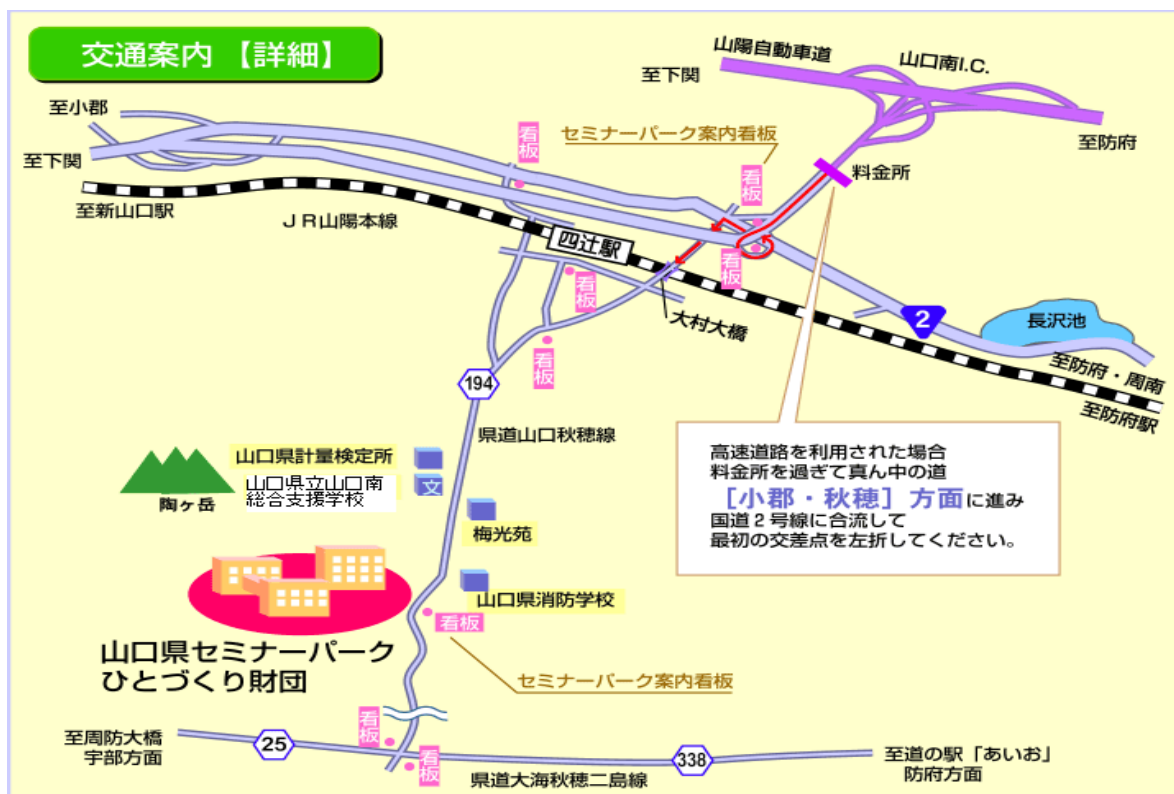 交通案内【詳細】
山陽自動車道
山口南I.C.
至下関
至防府
至小郡
至下関
看板
セミナーパーク案内看板
看板
料金所
至新山口駅
JR山陽本線
四辻駅
看板
看板
大村大橋
2
長沢池
至防府・周南
至防府駅
看板
194
県道山口秋穂線
高速道路を利用された場合
料金所を過ぎて真ん中の道
[小郡・秋穂]方面に進み
国道2号線に合流して
最初の交差点を左折してください。
陶ヶ岳
山口県計量検定所
山口県立山口南
総合支援学校
文
梅光苑
山口県消防学校
看板
山口県セミナーパーク
ひとづくり財団
セミナーパーク案内看板
至周防大橋
宇部方面
25
看板
看板
県道大海秋穂二島線
338
至道の駅「あいお」
防府方面